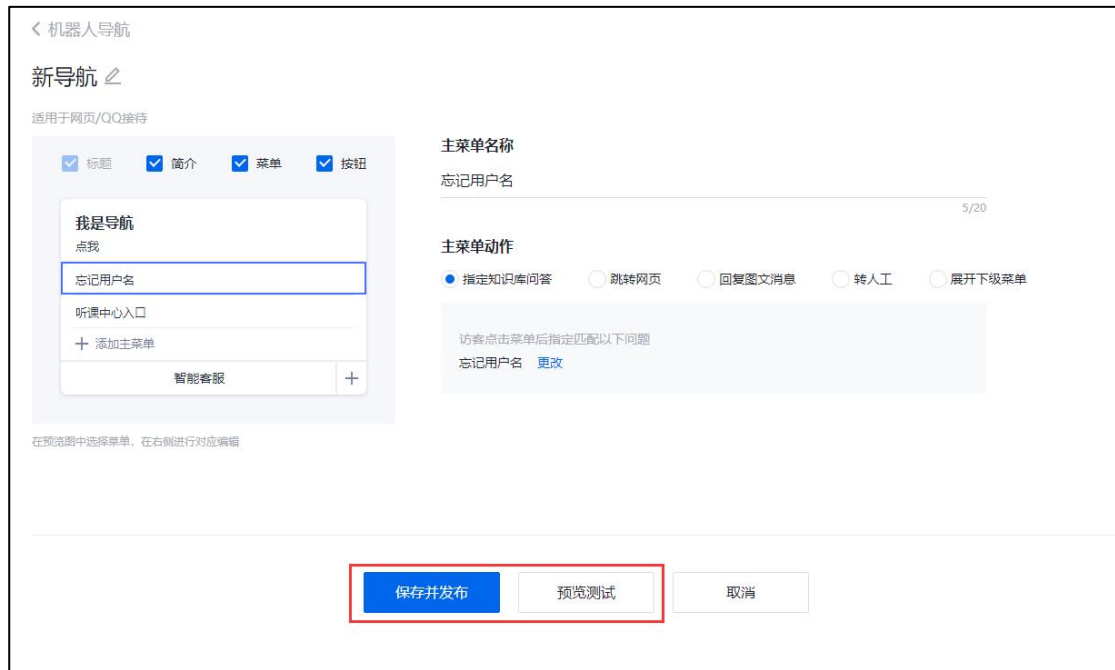 机器人导航
新导航
适用于网页/QQ接待
标题 简介 菜单 按钮
我是导航
点我
忘记用户名
听课中心入口
+ 添加主菜单
智能客服 +
在预览图中选择菜单，在右侧进行对应编辑
主菜单名称
忘记用户名
5/20
主菜单动作
指定知识库问答 跳转网页 回复图文消息 转人工 展开下级菜单
访客点击菜单后指定匹配以下问题
忘记用户名 更改
保存并发布 预览测试 取消